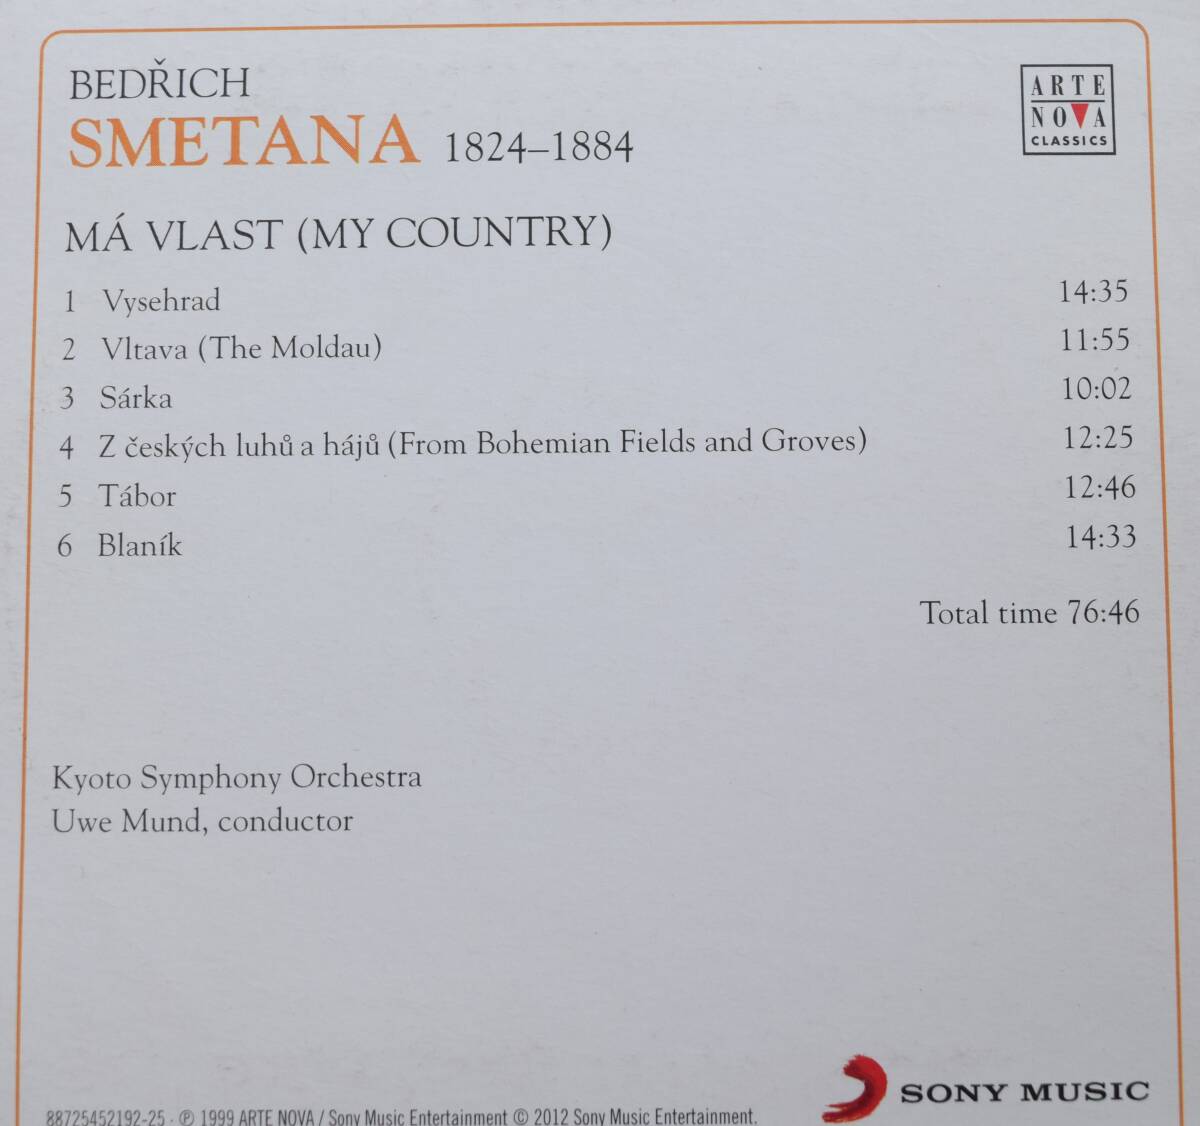 BEDŘICH
SMETANA 1824–1884
ARTE
NOVA
CLASSICS
MÁ VLAST (MY COUNTRY)
1 Vysehrad 14:35
2 Vltava (The Moldau) 11:55
3 Sárka 10:02
4 Z českých luhů a hájů (From Bohemian Fields and Groves) 12:25
5 Tábor 12:46
6 Blaník 14:33
Total time 76:46
Kyoto Symphony Orchestra
Uwe Mund, conductor
SONY MUSIC
88725452192-25 · ℗ 1999 ARTE NOVA / Sony Music Entertainment © 2012 Sony Music Entertainment.